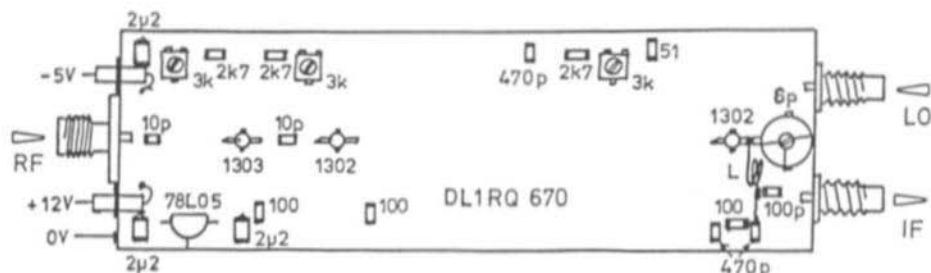 2µ2
-5V
3k
2k7
2k7
3k
470p
2k7
3k
51
6p
LO
RF
10p
1303
10p
1302
1302
L
+12V
78L05
100
100
DL1RQ 670
100
100p
IF
0V
2µ2
2µ2
470p